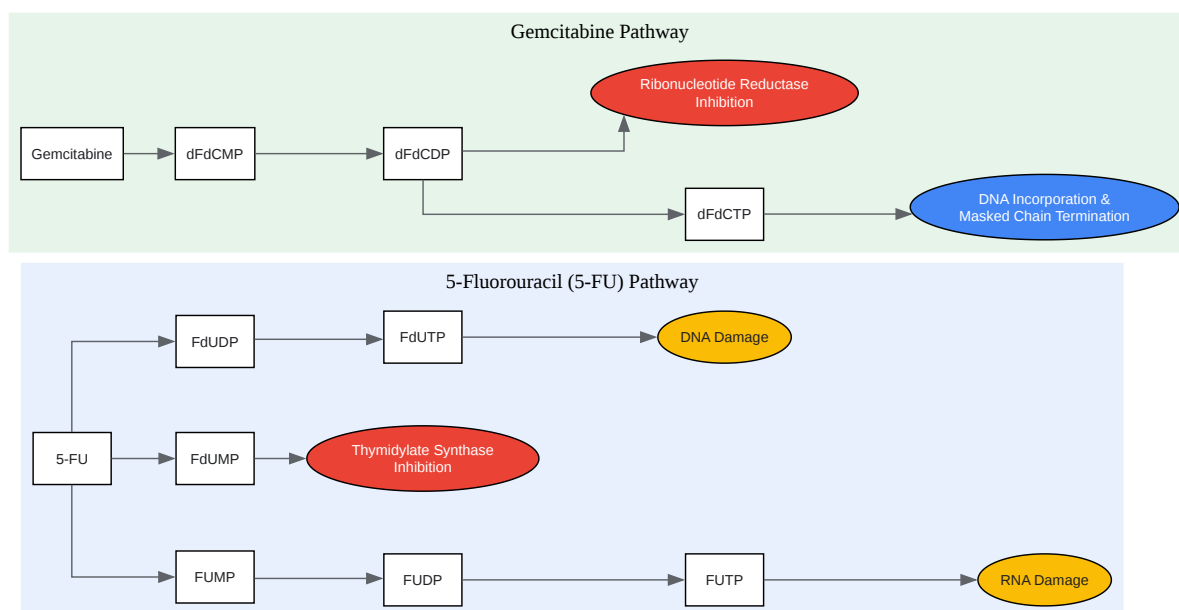 Gemcitabine Pathway
Ribonucleotide Reductase
Inhibition
Gemcitabine
dFdCMP
dFdCDP
dFdCTP
DNA Incorporation &
Masked Chain Termination
5-Fluorouracil (5-FU) Pathway
FdUDP
FdUTP
DNA Damage
5-FU
FdUMP
Thymidylate Synthase
Inhibition
FUMP
FUDP
FUTP
RNA Damage